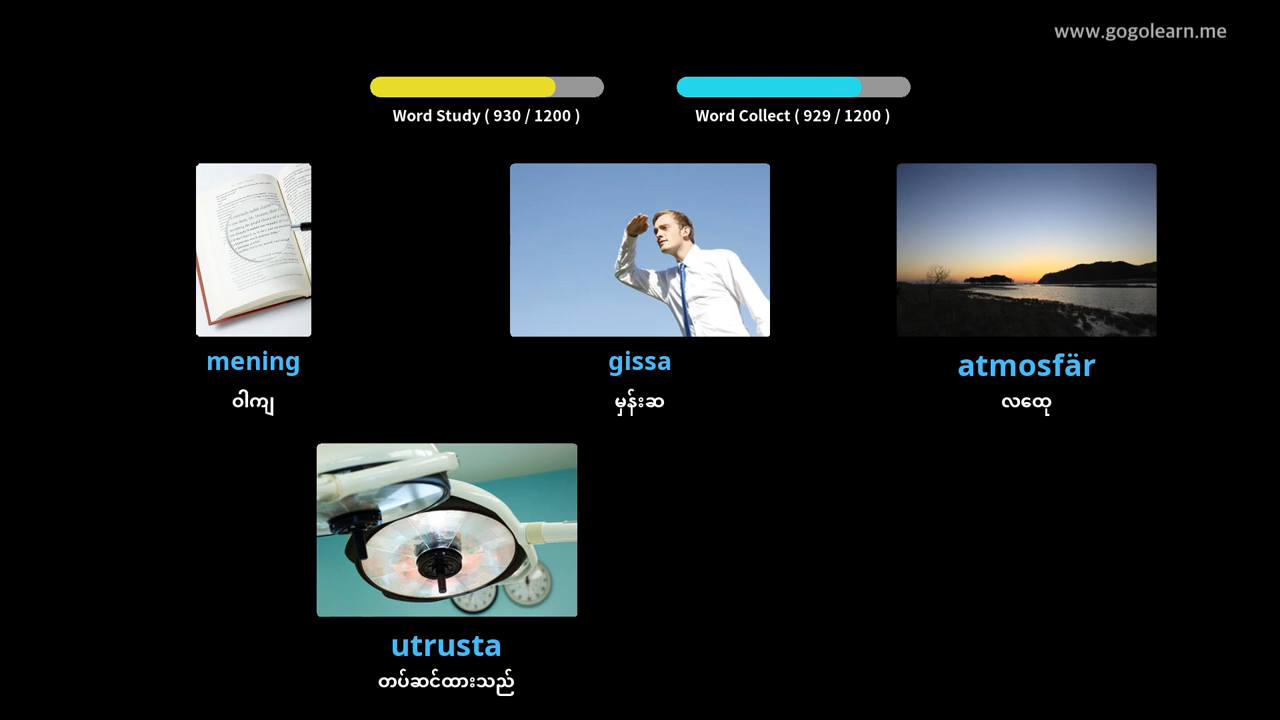 www.gogolearn.me
Word Study ( 930 / 1200 )
Word Collect ( 929 / 1200 )
mening
ဝါကျ
gissa
မှန်းဆ
atmosfär
လထေု
utrusta
တပ်ဆင်ထားသည်